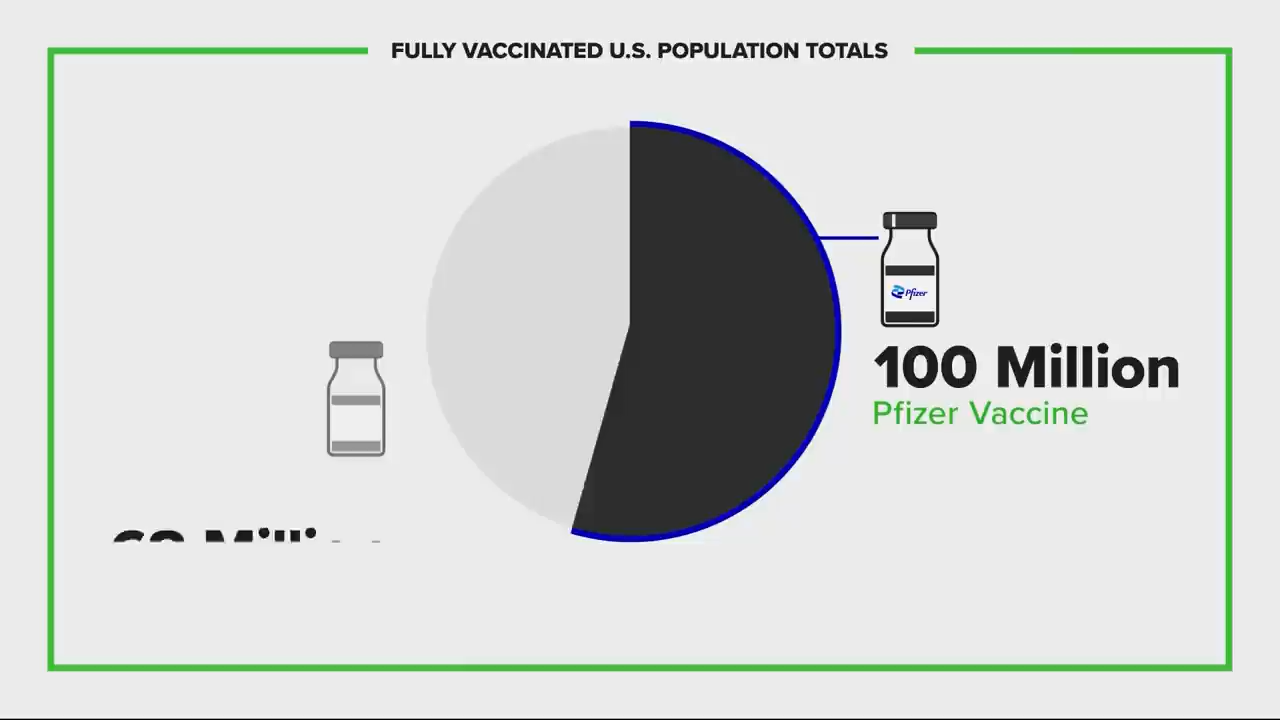 FULLY VACCINATED U.S. POPULATION TOTALS
Pfizer
100 Million
Pfizer Vaccine